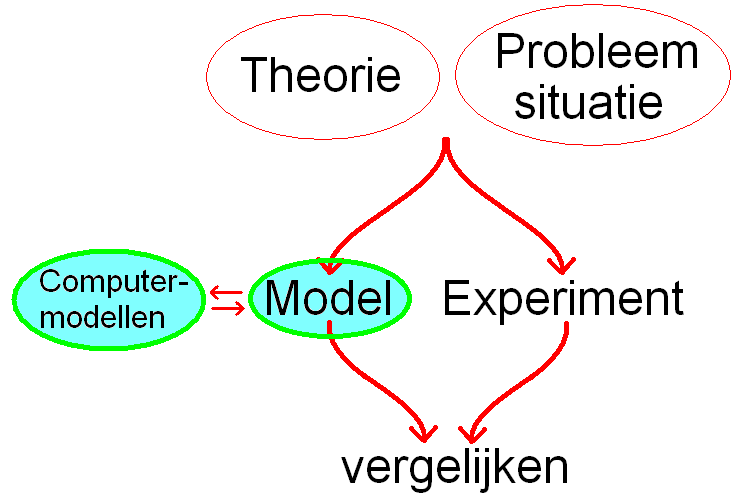 Theorie
Probleem
situatie
Computer-
modellen
Model
Experiment
vergelijken